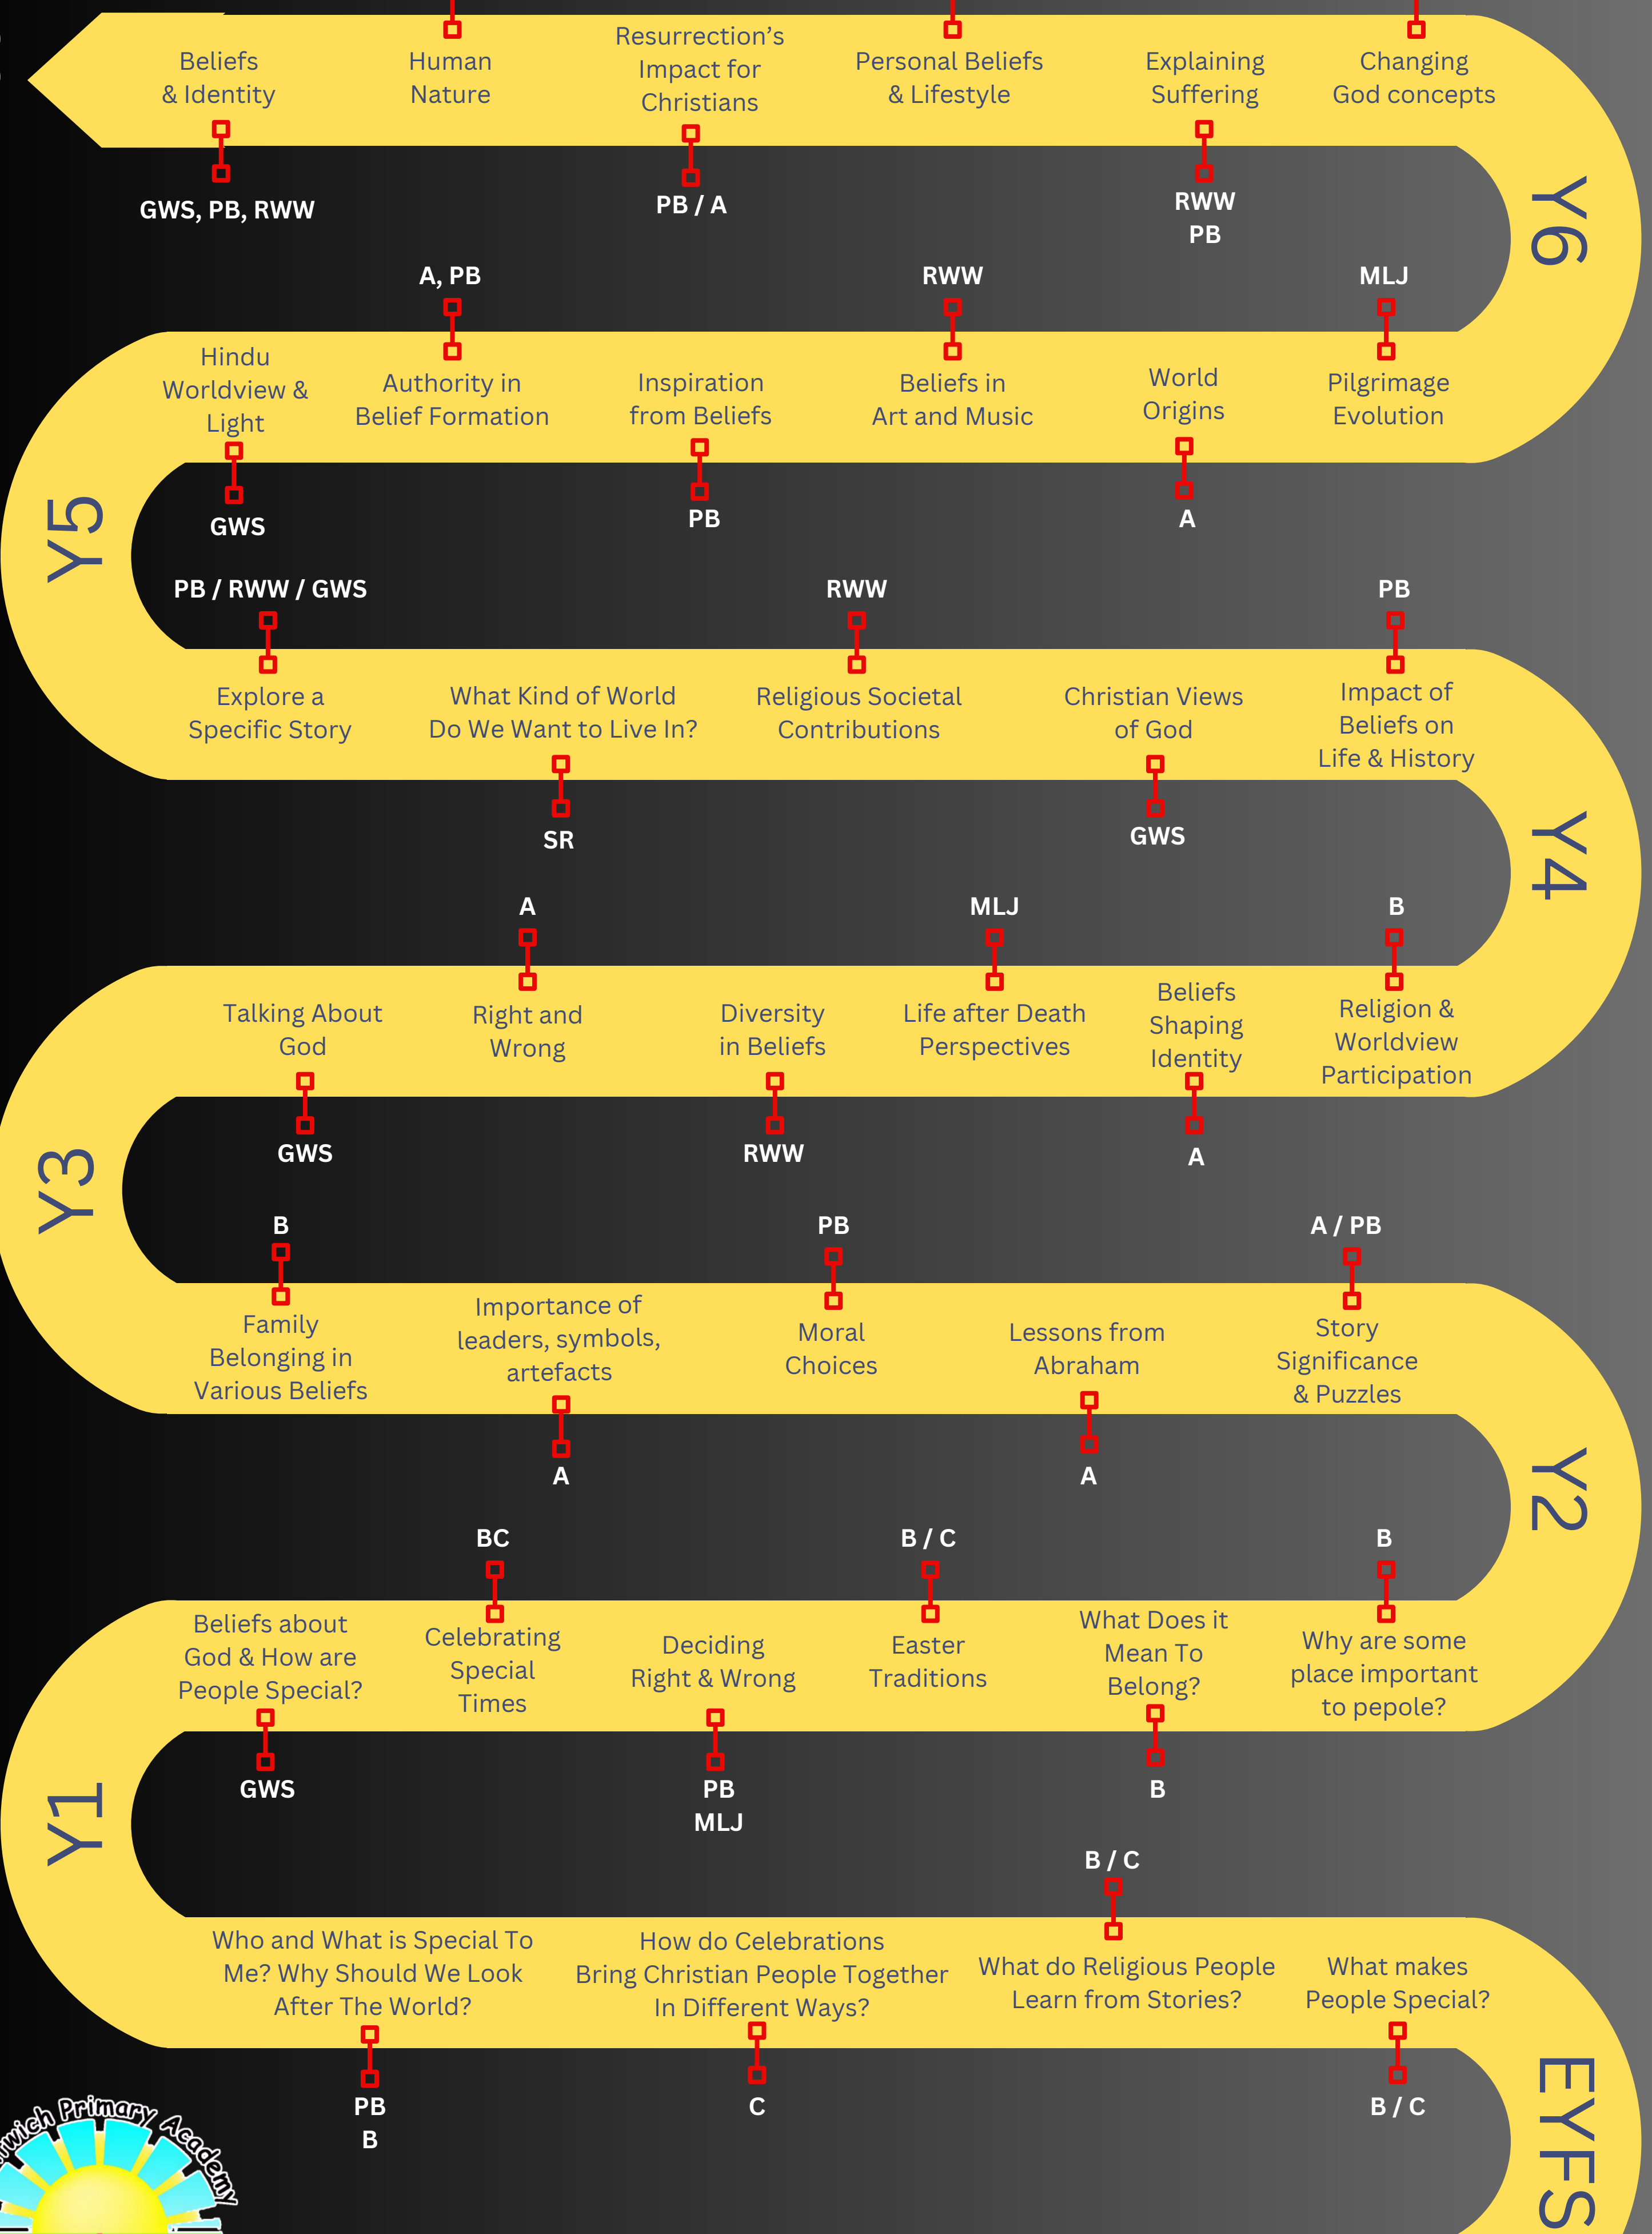 Beliefs
& Identity
Human
Nature
Resurrection's
Impact for
Christians
Personal Beliefs
& Lifestyle
Explaining
Suffering
Changing
God concepts
GWS, PB, RWW
PB / A
RWW
PB
Y6
A, PB
RWW
MLJ
Hindu
Worldview &
Light
Authority in
Belief Formation
Inspiration
from Beliefs
Beliefs in
Art and Music
World
Origins
Pilgrimage
Evolution
GWS
PB
A
Y5
PB / RWW / GWS
RWW
PB
Explore a
Specific Story
What Kind of World
Do We Want to Live In?
Religious Societal
Contributions
Christian Views
of God
Impact of
Beliefs on
Life & History
SR
GWS
Y4
A
MLJ
B
Talking About
God
Right and
Wrong
Diversity
in Beliefs
Life after Death
Perspectives
Beliefs
Shaping
Identity
Religion &
Worldview
Participation
GWS
RWW
A
Y3
B
PB
A / PB
Family
Belonging in
Various Beliefs
Importance of
leaders, symbols,
artefacts
Moral
Choices
Lessons from
Abraham
Story
Significance
& Puzzles
A
A
Y2
BC
B / C
B
Beliefs about
God & How are
People Special?
Celebrating
Special
Times
Deciding
Right & Wrong
Easter
Traditions
What Does it
Mean To
Belong?
Why are some
place important
to pepole?
GWS
PB
MLJ
B
Y1
B / C
Who and What is Special To
Me? Why Should We Look
After The World?
How do Celebrations
Bring Christian People Together
In Different Ways?
What do Religious People
Learn from Stories?
What makes
People Special?
PB
B
C
B / C
EYFS
Primary Academy